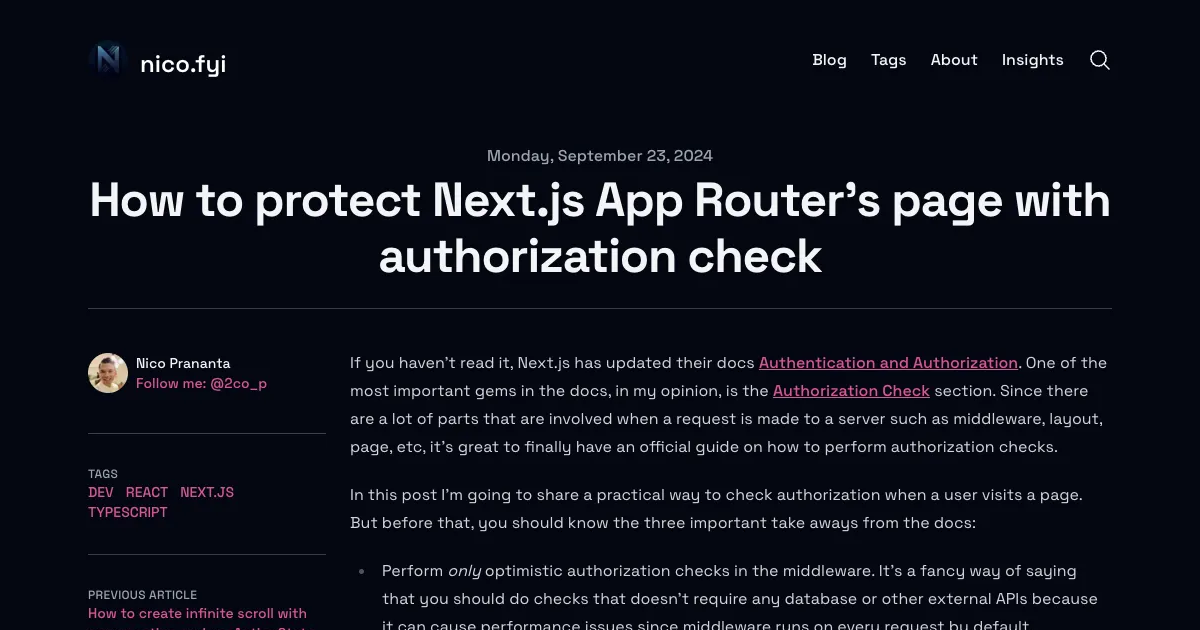 nico.fyi
Blog Tags About Insights
Monday, September 23, 2024
How to protect Next.js App Router's page with
authorization check
Nico Prananta
Follow me: @2co_p
TAGS
DEV REACT NEXT.JS
TYPESCRIPT
PREVIOUS ARTICLE
How to create infinite scroll with
If you haven't read it, Next.js has updated their docs Authentication and Authorization. One of the
most important gems in the docs, in my opinion, is the Authorization Check section. Since there
are a lot of parts that are involved when a request is made to a server such as middleware, layout,
page, etc, it's great to finally have an official guide on how to perform authorization checks.
In this post I'm going to share a practical way to check authorization when a user visits a page.
But before that, you should know the three important take aways from the docs:
• Perform only optimistic authorization checks in the middleware. It's a fancy way of saying
that you should do checks that doesn't require any database or other external APIs because
it can cause performance issues since middleware runs on every request by default.